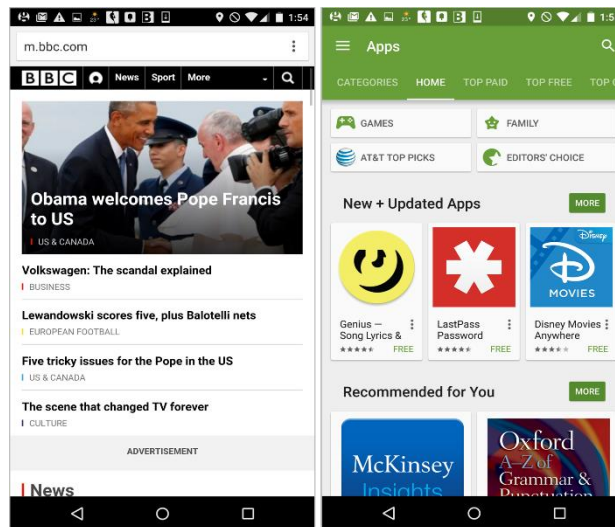 1:54
m.bbc.com
BBC News Sport More
Obama welcomes Pope Francis
to US
US & CANADA
Volkswagen: The scandal explained
BUSINESS
Lewandowski scores five, plus Balotelli nets
EUROPEAN FOOTBALL
Five tricky issues for the Pope in the US
US & CANADA
The scene that changed TV forever
CULTURE
ADVERTISEMENT
News
Apps
CATEGORIES HOME TOP PAID TOP FREE TOP
GAMES FAMILY
AT&T TOP PICKS EDITORS' CHOICE
New + Updated Apps MORE
Disney
MOVIES
Genius —
Song Lyrics &
FREE
LastPass
Password
FREE
Disney Movies
Anywhere
FREE
Recommended for You MORE
McKinsey
Insights
Oxford
A–Z of
Grammar &
Punctuation